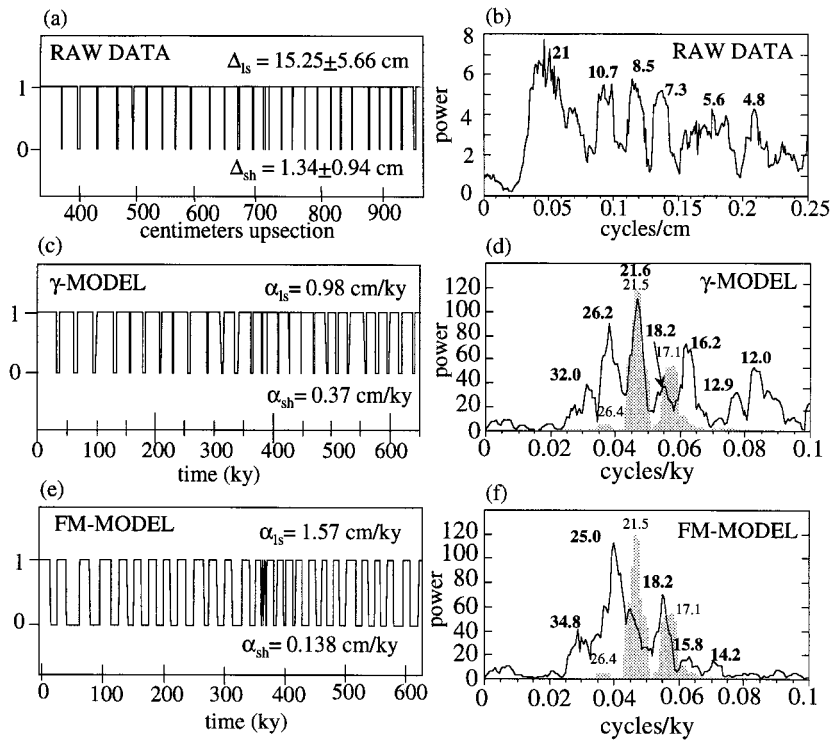 (a)
RAW DATA
Δls = 15.25±5.66 cm
1
0
Δsh = 1.34±0.94 cm
400 500 600 700 800 900
centimeters upsection
(b)
RAW DATA
power
8
6
4
2
0
21
10.7
8.5
7.3
5.6
4.8
0 0.05 0.10 0.15 0.2 0.25
cycles/cm
(c)
γ-MODEL
αls = 0.98 cm/ky
1
0
αsh = 0.37 cm/ky
0 100 200 300 400 500 600
time (ky)
(d)
γ-MODEL
power
120
100
80
60
40
20
0
32.0
26.2
26.4
21.6
21.5
18.2
17.1
16.2
12.9
12.0
0 0.02 0.04 0.06 0.08 0.1
cycles/ky
(e)
FM-MODEL
αls = 1.57 cm/ky
1
0
αsh = 0.138 cm/ky
0 100 200 300 400 500 600
time (ky)
(f)
FM-MODEL
power
120
100
80
60
40
20
0
34.8
25.0
26.4
21.5
18.2
17.1
15.8
14.2
0 0.02 0.04 0.06 0.08 0.1
cycles/ky